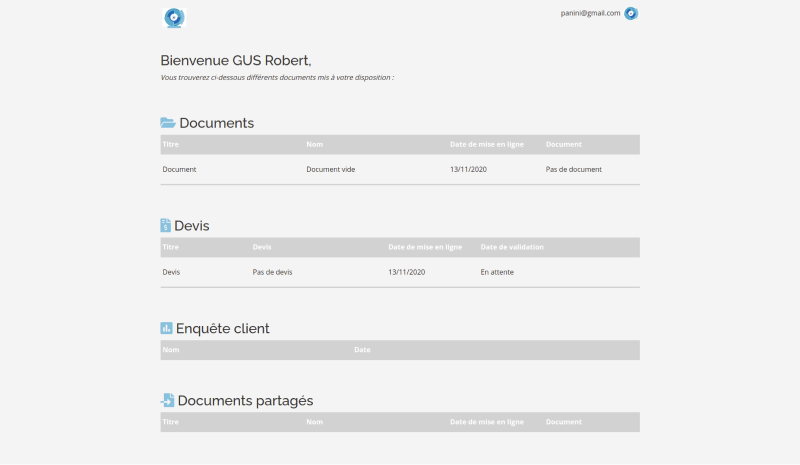 panini@gmail.com
Bienvenue GUS Robert,
Vous trouverez ci-dessous différents documents mis à votre disposition :
Documents
Titre Nom Date de mise en ligne Document
Document Document vide 13/11/2020 Pas de document
Devis
Titre Devis Date de mise en ligne Date de validation
Devis Pas de devis 13/11/2020 En attente
Enquête client
Nom Date
Documents partagés
Titre Nom Date de mise en ligne Document